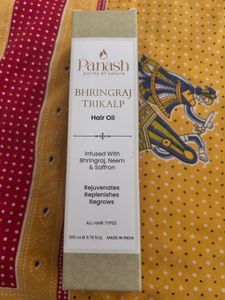 Panash
purity of nature
BHRINGRAJ
TRIKALP
Hair Oil
Infused With
Bhringraj, Neem
& Saffron
Rejuvenates
Replenishes
Regrows
ALL HAIR TYPES
200 ml e 6.76 fl.oz. MADE IN INDIA